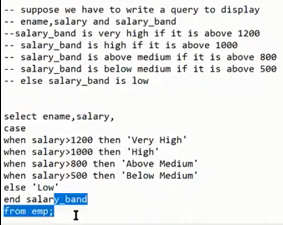 -- suppose we have to write a query to display
-- ename,salary and salary_band
--salary_band is very high if it is above 1200
-- salary_band is high if it is above 1000
-- salary_band is above medium if it is above 800
-- salary_band is below medium if it is above 500
-- else salary_band is low
select ename,salary,
case
when salary>1200 then 'Very High'
when salary>1000 then 'High'
when salary>800 then 'Above Medium'
when salary>500 then 'Below Medium'
else 'Low'
end salary_band
from emp;